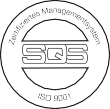 Zertifiziertes Managementsystem
SQS
ISO 9001